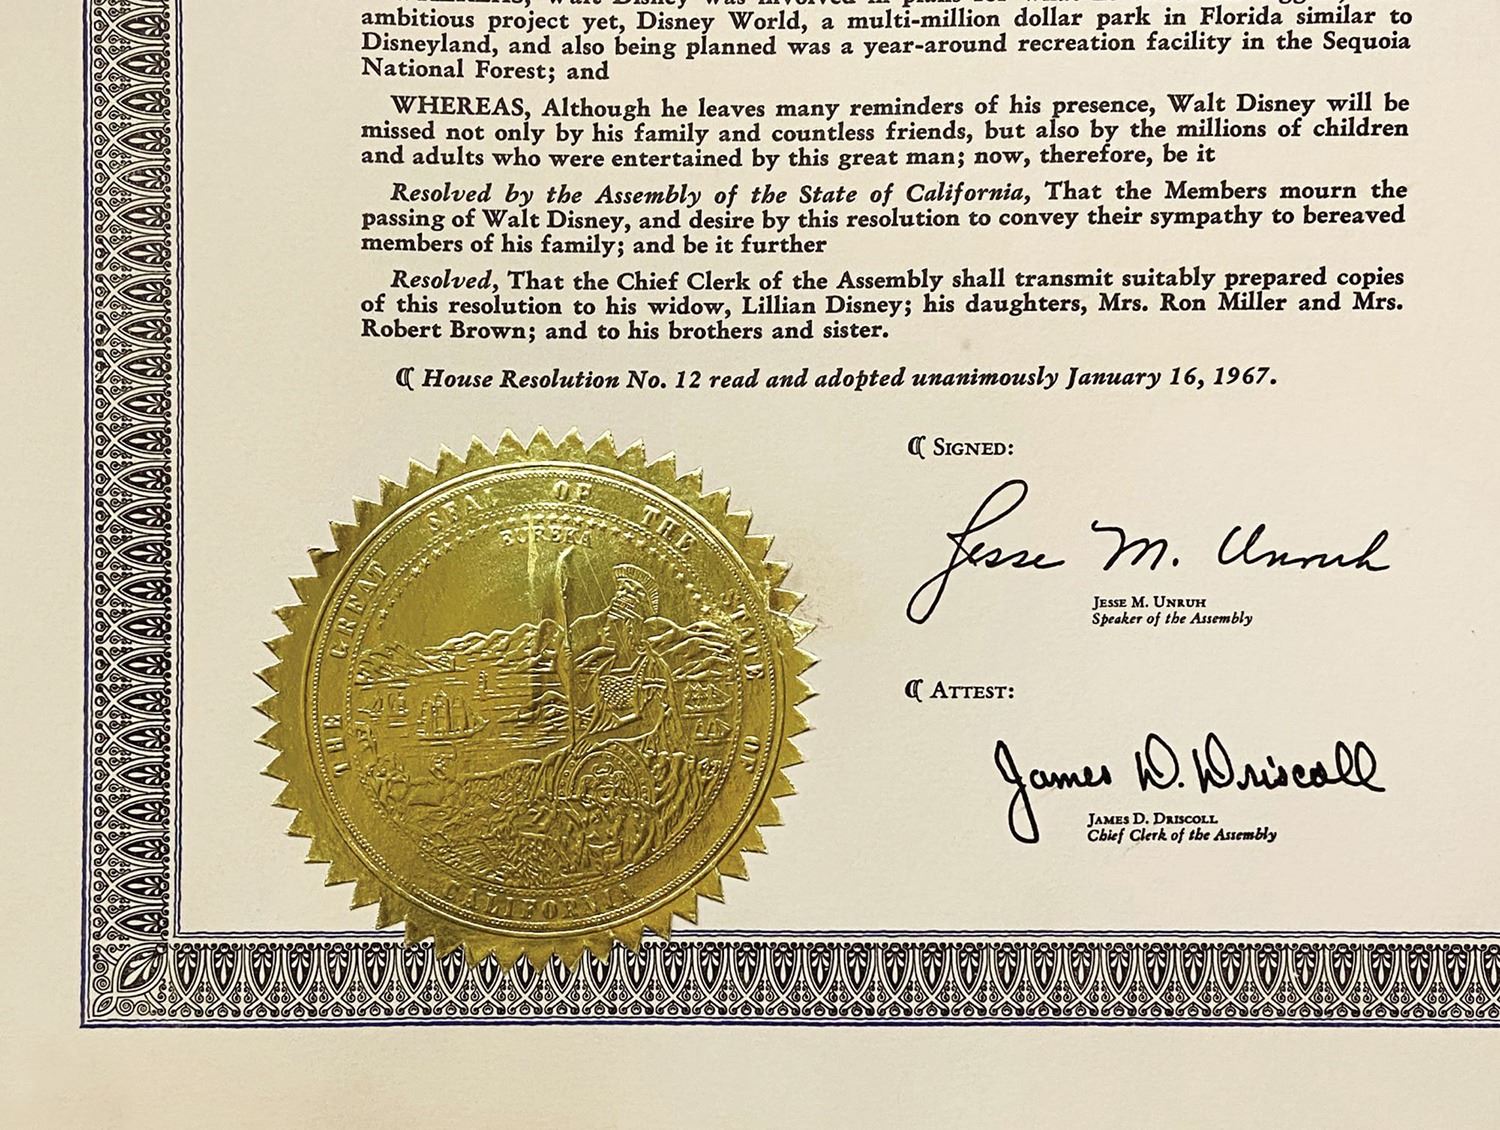 WHEREAS, Walt Disney was involved in plans for what
ambitious project yet, Disney World, a multi-million dollar park in Florida similar to
Disneyland, and also being planned was a year-around recreation facility in the Sequoia
National Forest; and
WHEREAS, Although he leaves many reminders of his presence, Walt Disney will be
missed not only by his family and countless friends, but also by the millions of children
and adults who were entertained by this great man; now, therefore, be it
Resolved by the Assembly of the State of California, That the Members mourn the
passing of Walt Disney, and desire by this resolution to convey their sympathy to bereaved
members of his family; and be it further
Resolved, That the Chief Clerk of the Assembly shall transmit suitably prepared copies
of this resolution to his widow, Lillian Disney; his daughters, Mrs. Ron Miller and Mrs.
Robert Brown; and to his brothers and sister.
House Resolution No. 12 read and adopted unanimously January 16, 1967.
THE GREAT SEAL OF THE STATE OF CALIFORNIA
EUREKA
SIGNED:
Jesse M. Unruh
JESSE M. UNRUH
Speaker of the Assembly
ATTEST:
James D. Driscoll
JAMES D. DRISCOLL
Chief Clerk of the Assembly